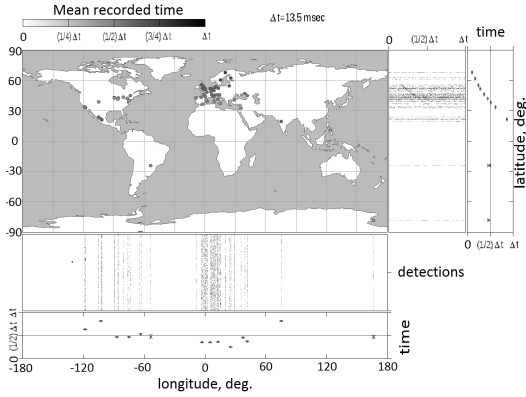 Mean recorded time
Δt=13.5 msec
0 (1/4)Δt (1/2)Δt (3/4)Δt Δt
0 (1/2)Δt Δt
time
90
60
30
0
-30
-60
-90
latitude, deg.
0 (1/2)Δt Δt
detections
0 (1/2)Δt Δt
time
-180 -120 -60 0 60 120 180
longitude, deg.